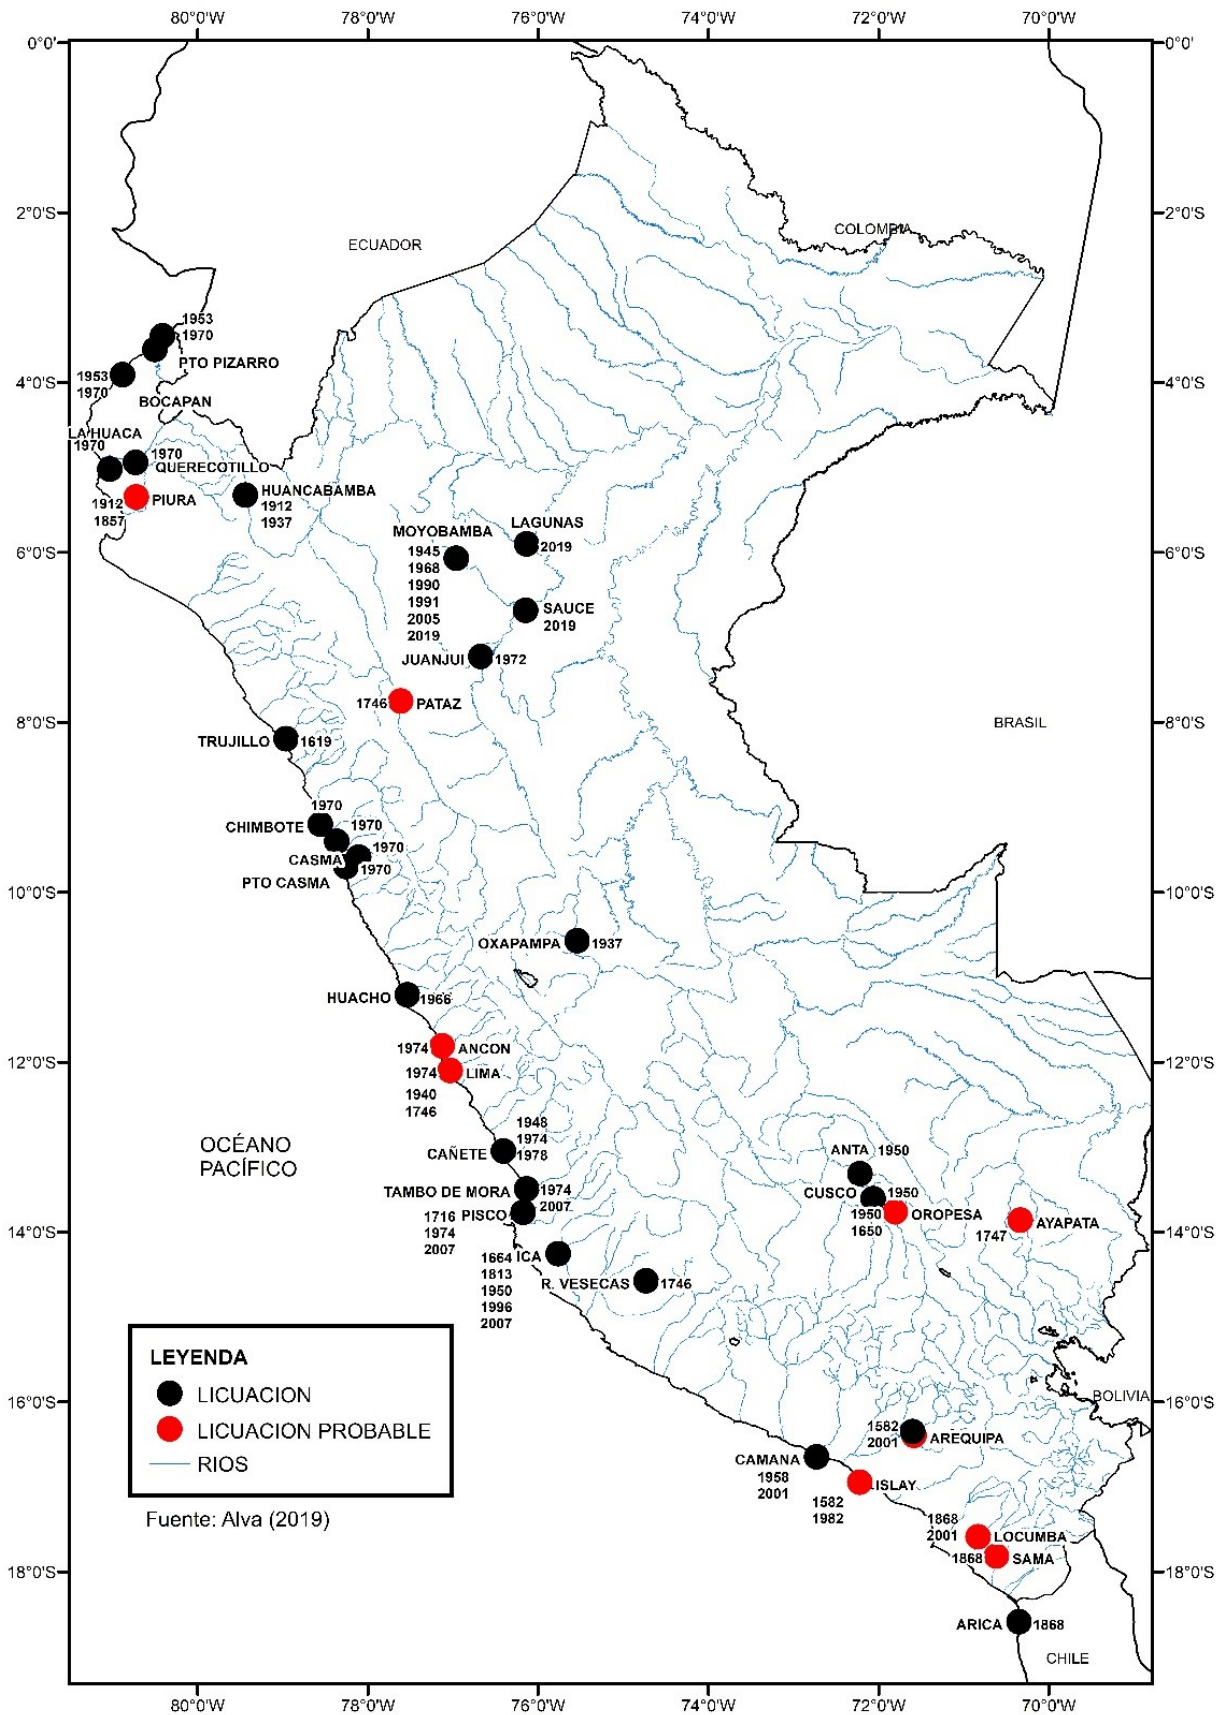 80°0'W 78°0'W 76°0'W 74°0'W 72°0'W 70°0'W
0°0' 0°0'
2°0'S 2°0'S
COLOMBIA
ECUADOR
1953
1970
PTO PIZARRO
1953
1970
4°0'S 4°0'S
BOCAPAN
LA HUACA
1970
1970
QUERECOTILLO
PIURA
1912
1857
HUANCABAMBA
1912
1937
LAGUNAS
2019
MOYOBAMBA
1945
1968
1990
1991
2005
2019
6°0'S 6°0'S
SAUCE
2019
JUANJUI 1972
1746 PATAZ
8°0'S 8°0'S
BRASIL
TRUJILLO 1619
1970
CHIMBOTE
1970
1970
CASMA
1970
PTO CASMA
10°0'S 10°0'S
OXAPAMPA 1937
HUACHO 1966
1974 ANCON
12°0'S 12°0'S
1974 LIMA
1940
1746
OCÉANO
PACÍFICO
1948
1974
1978
CAÑETE
ANTA 1950
CUSCO 1950
TAMBO DE MORA 1974
2007
1950
1650
OROPESA
AYAPATA
1747
1716 PISCO
1974
2007
14°0'S 14°0'S
1664 ICA
1813
1950
1996
2007
R. VESECAS 1746
LEYENDA
LICUACION
LICUACION PROBABLE
RIOS
Fuente: Alva (2019)
BOLIVIA
16°0'S 16°0'S
1582
2001
AREQUIPA
CAMANA
1958
2001
ISLAY
1582
1982
1868
2001
LOCUMBA
1868 SAMA
18°0'S 18°0'S
ARICA 1868
CHILE
80°0'W 78°0'W 76°0'W 74°0'W 72°0'W 70°0'W